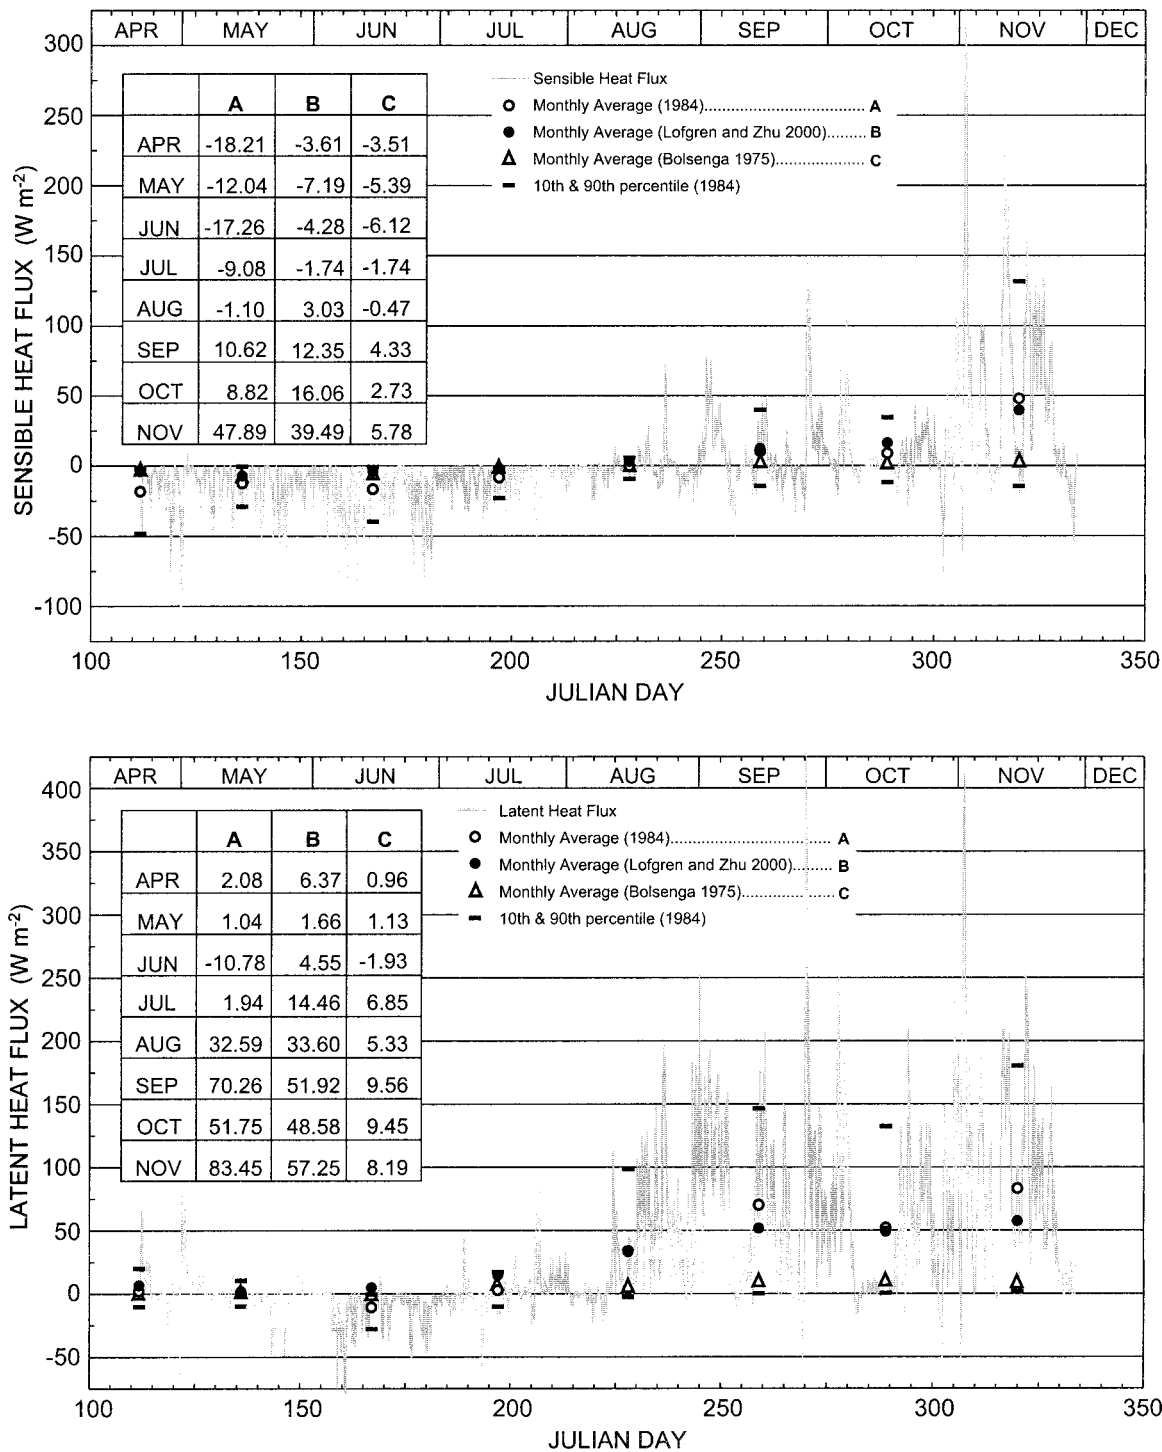 APR MAY JUN JUL AUG SEP OCT NOV DEC
300
250
200
150
100
50
0
-50
-100
SENSIBLE HEAT FLUX (W m-2)
A B C
APR -18.21 -3.61 -3.51
MAY -12.04 -7.19 -5.39
JUN -17.26 -4.28 -6.12
JUL -9.08 -1.74 -1.74
AUG -1.10 3.03 -0.47
SEP 10.62 12.35 4.33
OCT 8.82 16.06 2.73
NOV 47.89 39.49 5.78
Sensible Heat Flux
Monthly Average (1984)............................. A
Monthly Average (Lofgren and Zhu 2000)........ B
Monthly Average (Bolsenga 1975)................ C
10th & 90th percentile (1984)
100 150 200 250 300 350
JULIAN DAY
APR MAY JUN JUL AUG SEP OCT NOV DEC
400
350
300
250
200
150
100
50
0
-50
LATENT HEAT FLUX (W m-2)
A B C
APR 2.08 6.37 0.96
MAY 1.04 1.66 1.13
JUN -10.78 4.55 -1.93
JUL 1.94 14.46 6.85
AUG 32.59 33.60 5.33
SEP 70.26 51.92 9.56
OCT 51.75 48.58 9.45
NOV 83.45 57.25 8.19
Latent Heat Flux
Monthly Average (1984)............................. A
Monthly Average (Lofgren and Zhu 2000)........ B
Monthly Average (Bolsenga 1975)................ C
10th & 90th percentile (1984)
100 150 200 250 300 350
JULIAN DAY